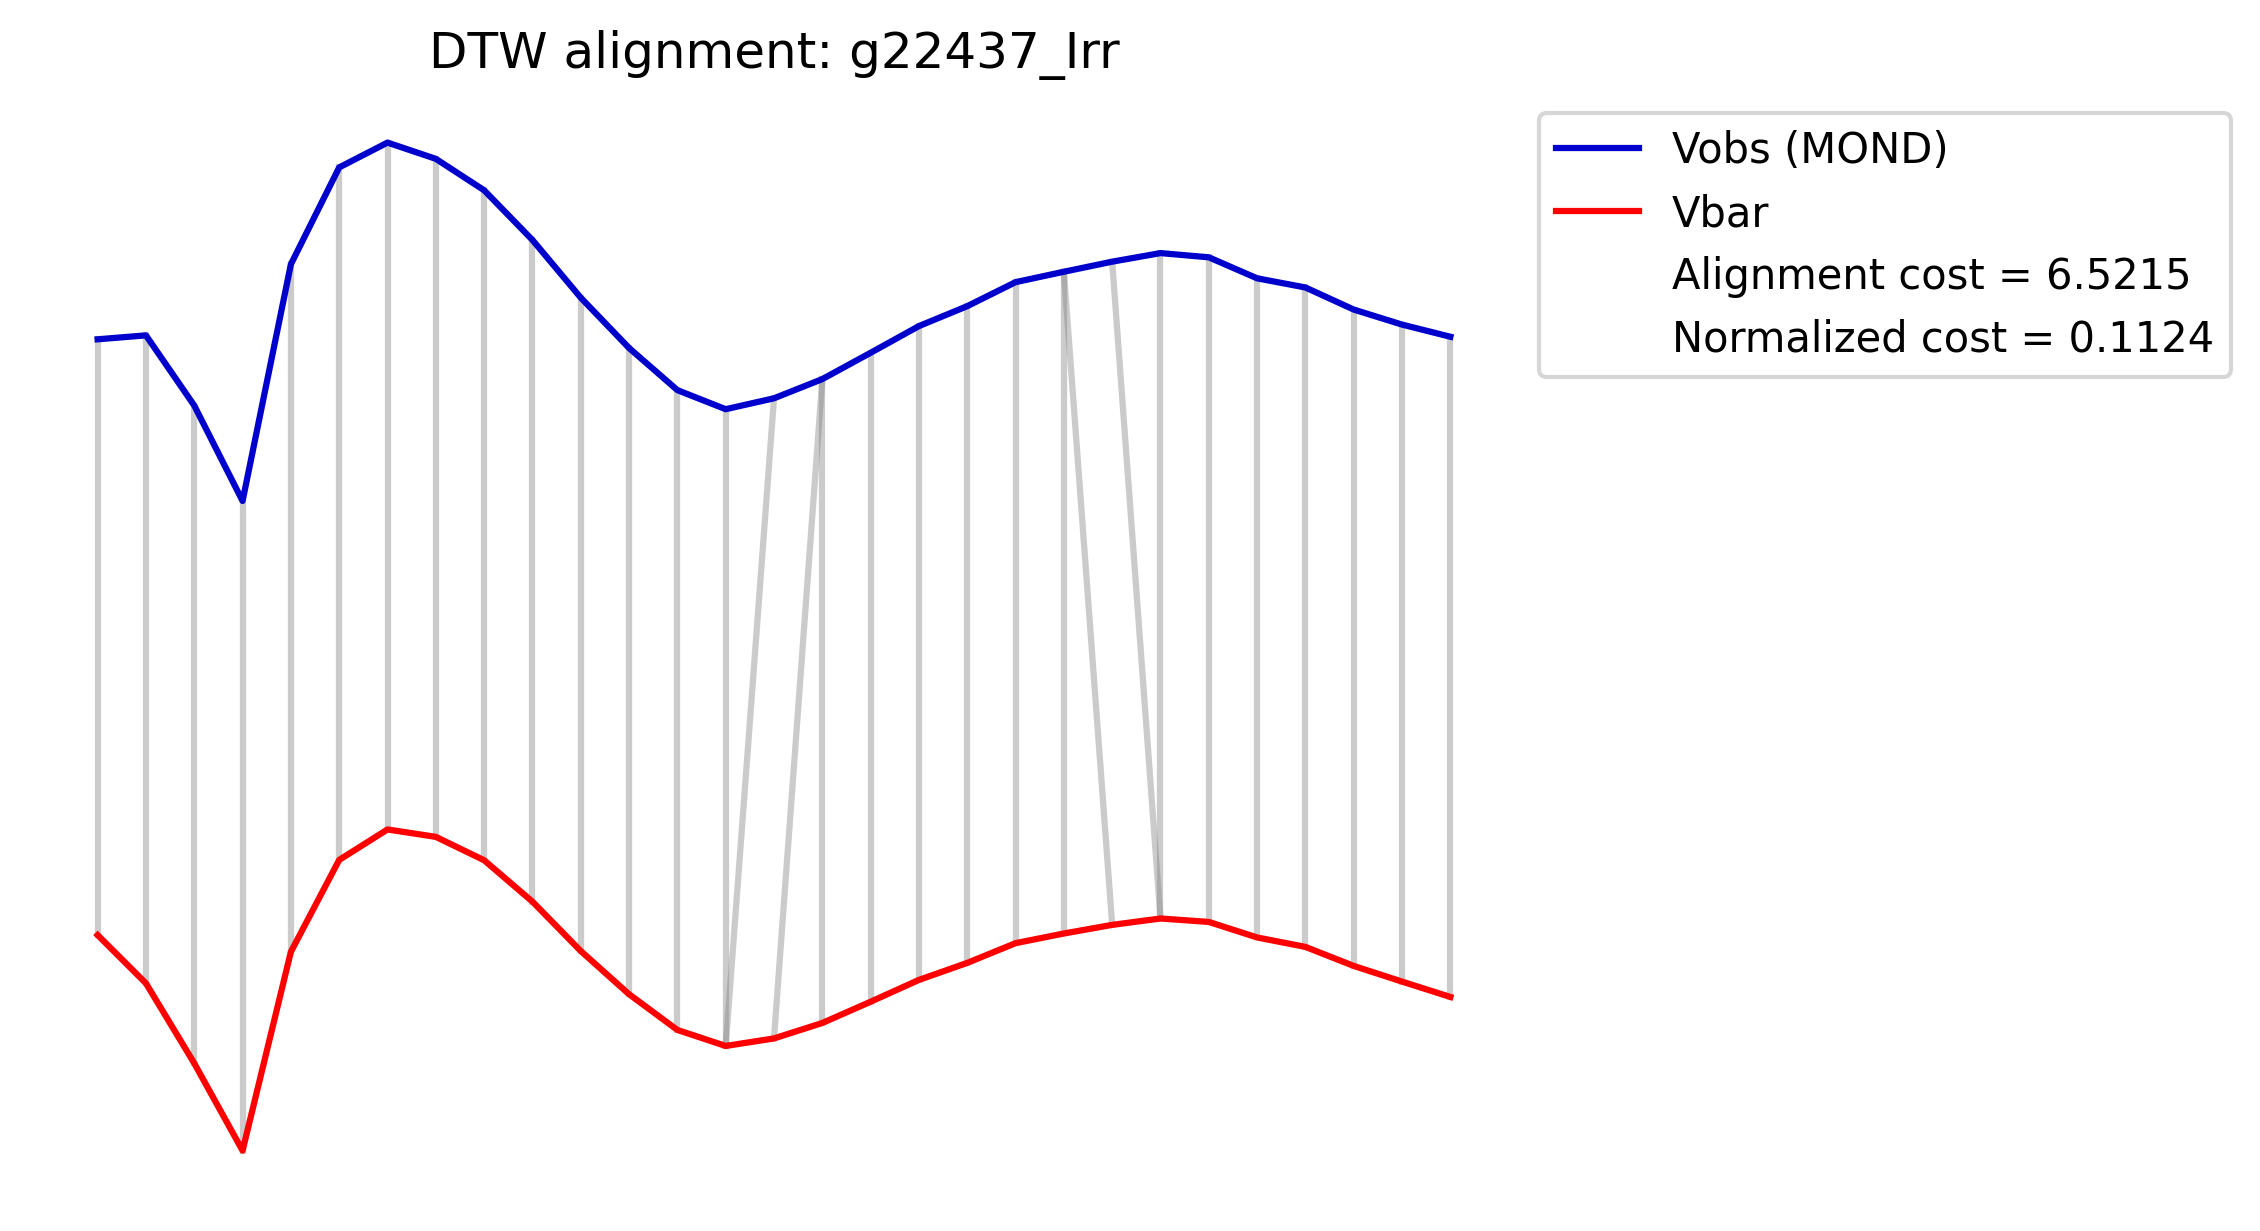 DTW alignment: g22437_Irr
Vobs (MOND)
Vbar
Alignment cost = 6.5215
Normalized cost = 0.1124